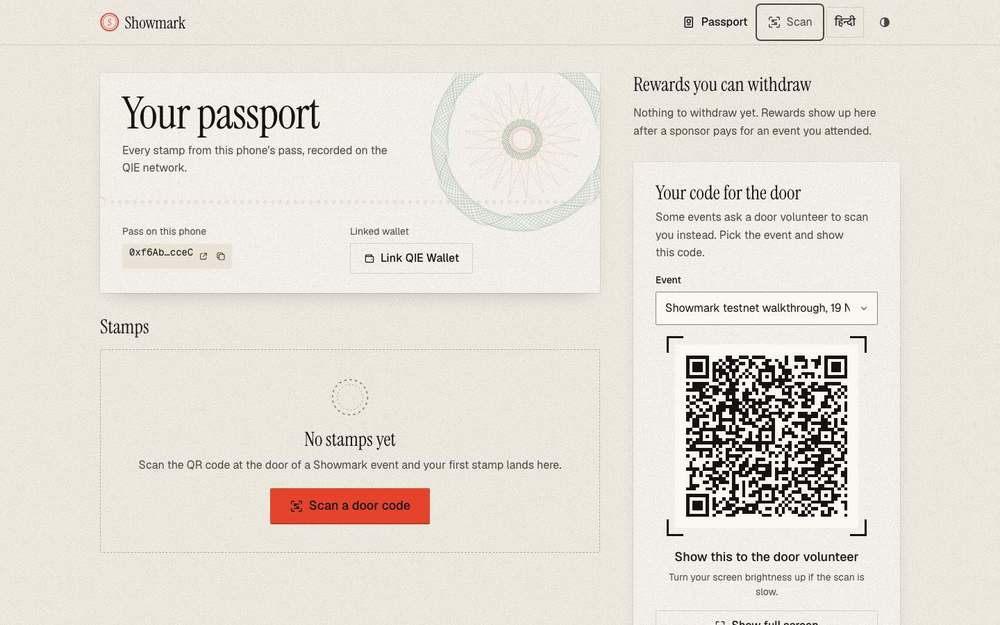 Showmark
Passport
Scan
हिन्दी
Your passport
Every stamp from this phone's pass, recorded on the
QIE network.
Pass on this phone
0xf6Ab…cceC
Linked wallet
Link QIE Wallet
Stamps
No stamps yet
Scan the QR code at the door of a Showmark event and your first stamp lands here.
Scan a door code
Rewards you can withdraw
Nothing to withdraw yet. Rewards show up here
after a sponsor pays for an event you attended.
Your code for the door
Some events ask a door volunteer to scan
you instead. Pick the event and show
this code.
Event
Showmark testnet walkthrough, 19 N
Show this to the door volunteer
Turn your screen brightness up if the scan is
slow.
Show full screen